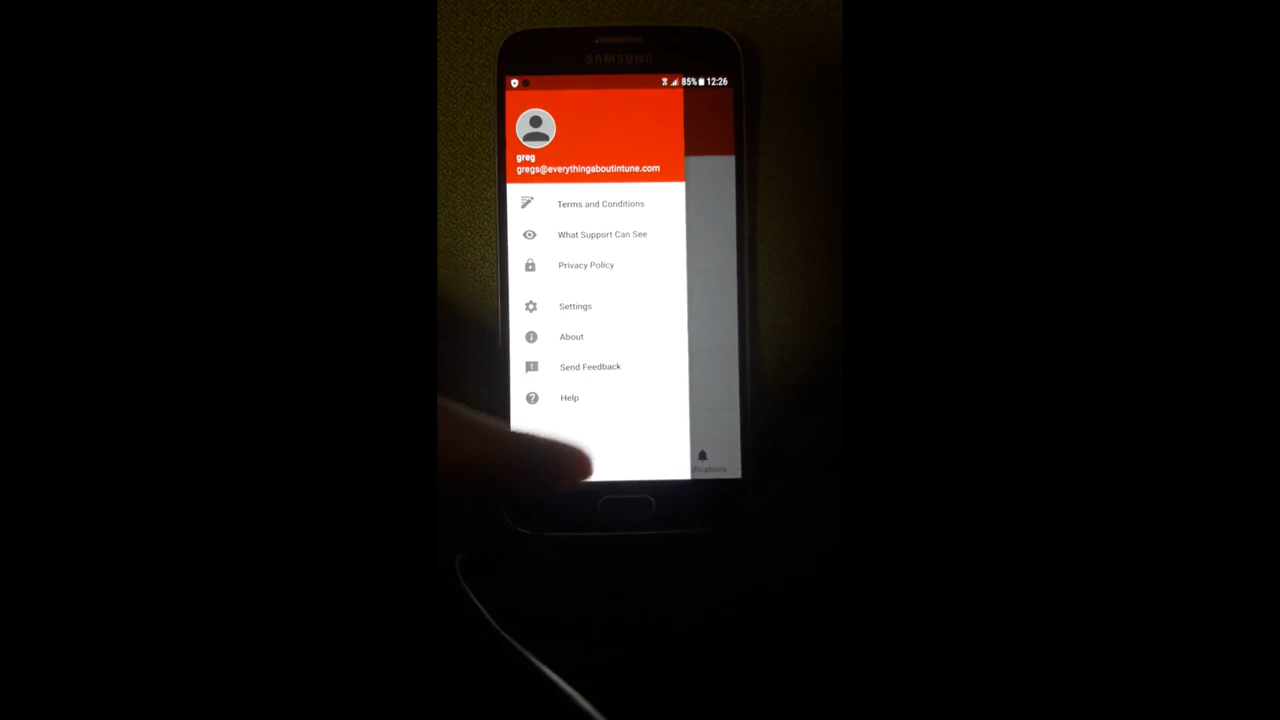 SAMSUNG
85% 12:26
greg
gregs@everythingaboutintune.com
Terms and Conditions
What Support Can See
Privacy Policy
Settings
About
Send Feedback
Help